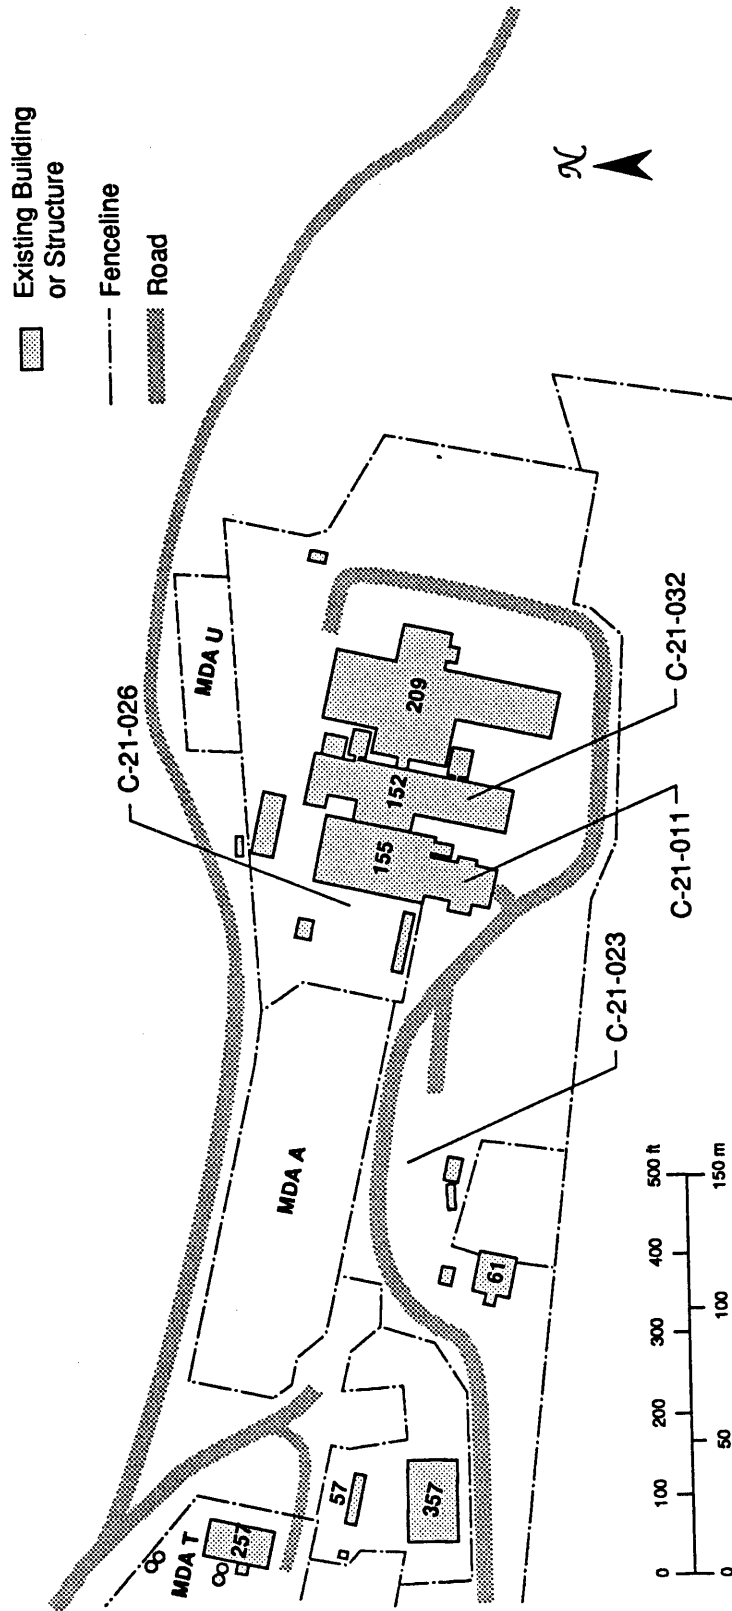 Existing Building
or Structure
Fenceline
Road
N
MDA U
C-21-026
209
152
155
C-21-032
C-21-011
C-21-023
MDA A
61
MDA T
257
57
357
0 100 200 300 400 500 ft
0 50 100 150 m